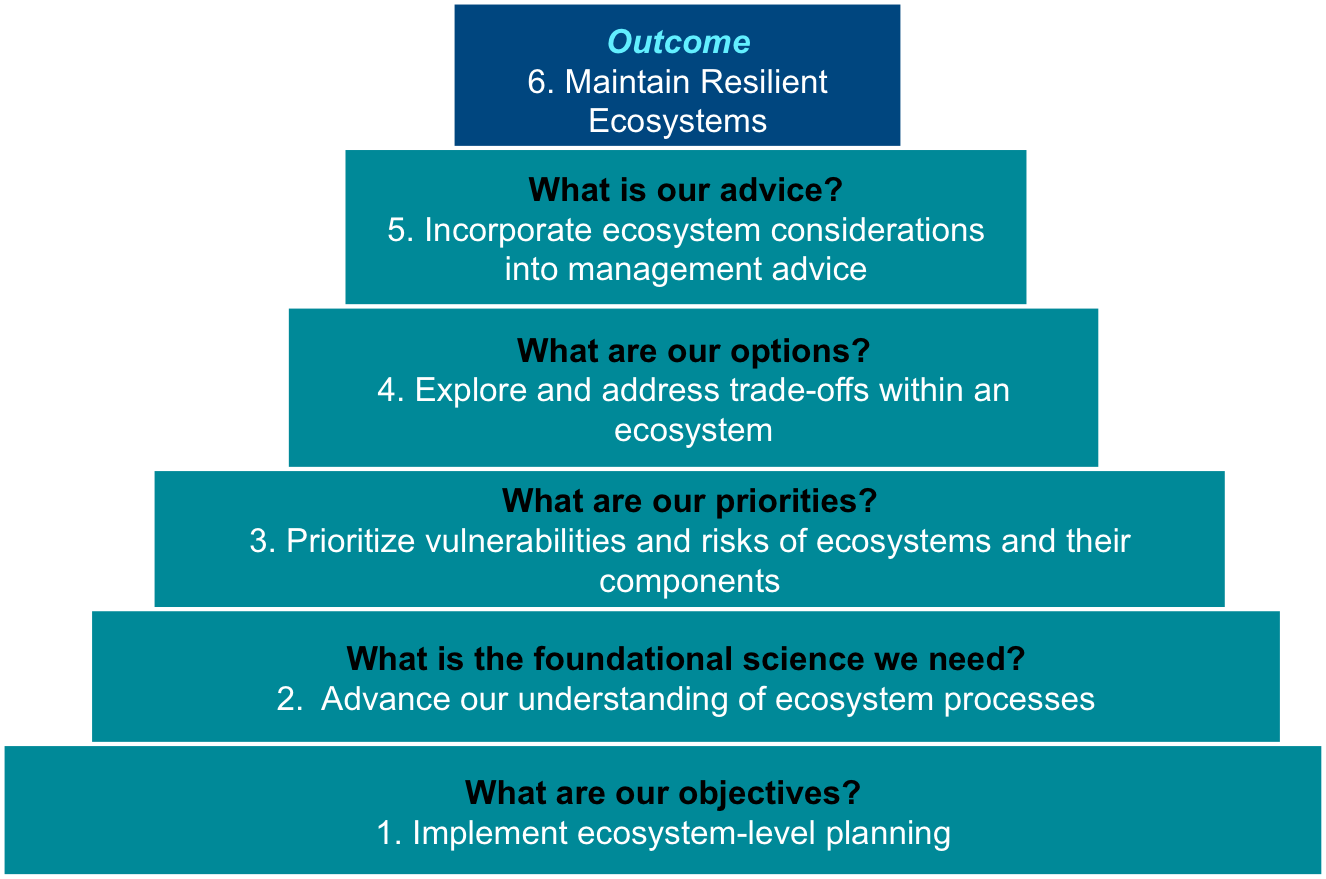 Outcome
6. Maintain Resilient
Ecosystems
What is our advice?
5. Incorporate ecosystem considerations
into management advice
What are our options?
4. Explore and address trade-offs within an
ecosystem
What are our priorities?
3. Prioritize vulnerabilities and risks of ecosystems and their
components
What is the foundational science we need?
2.  Advance our understanding of ecosystem processes
What are our objectives?
1. Implement ecosystem-level planning